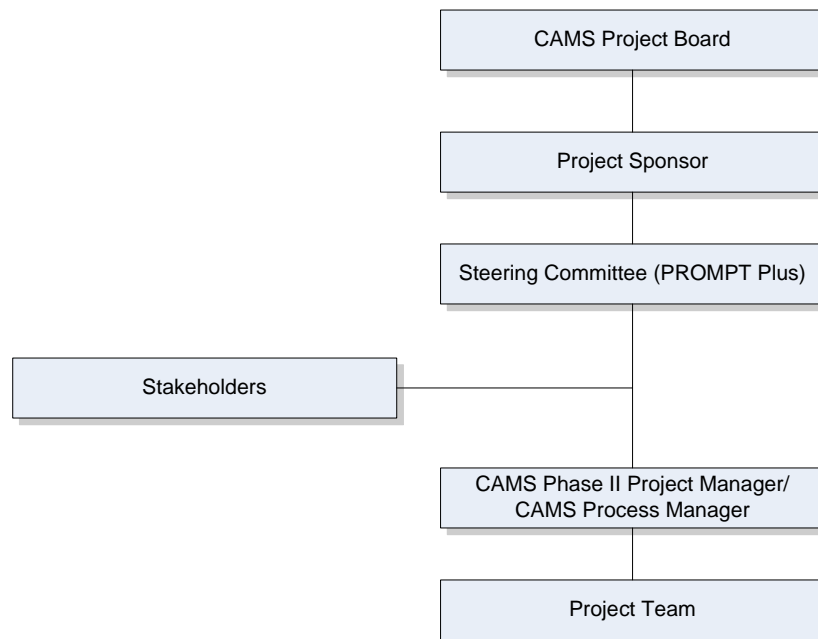 CAMS Project Board
Project Sponsor
Steering Committee (PROMPT Plus)
Stakeholders
CAMS Phase II Project Manager/
CAMS Process Manager
Project Team